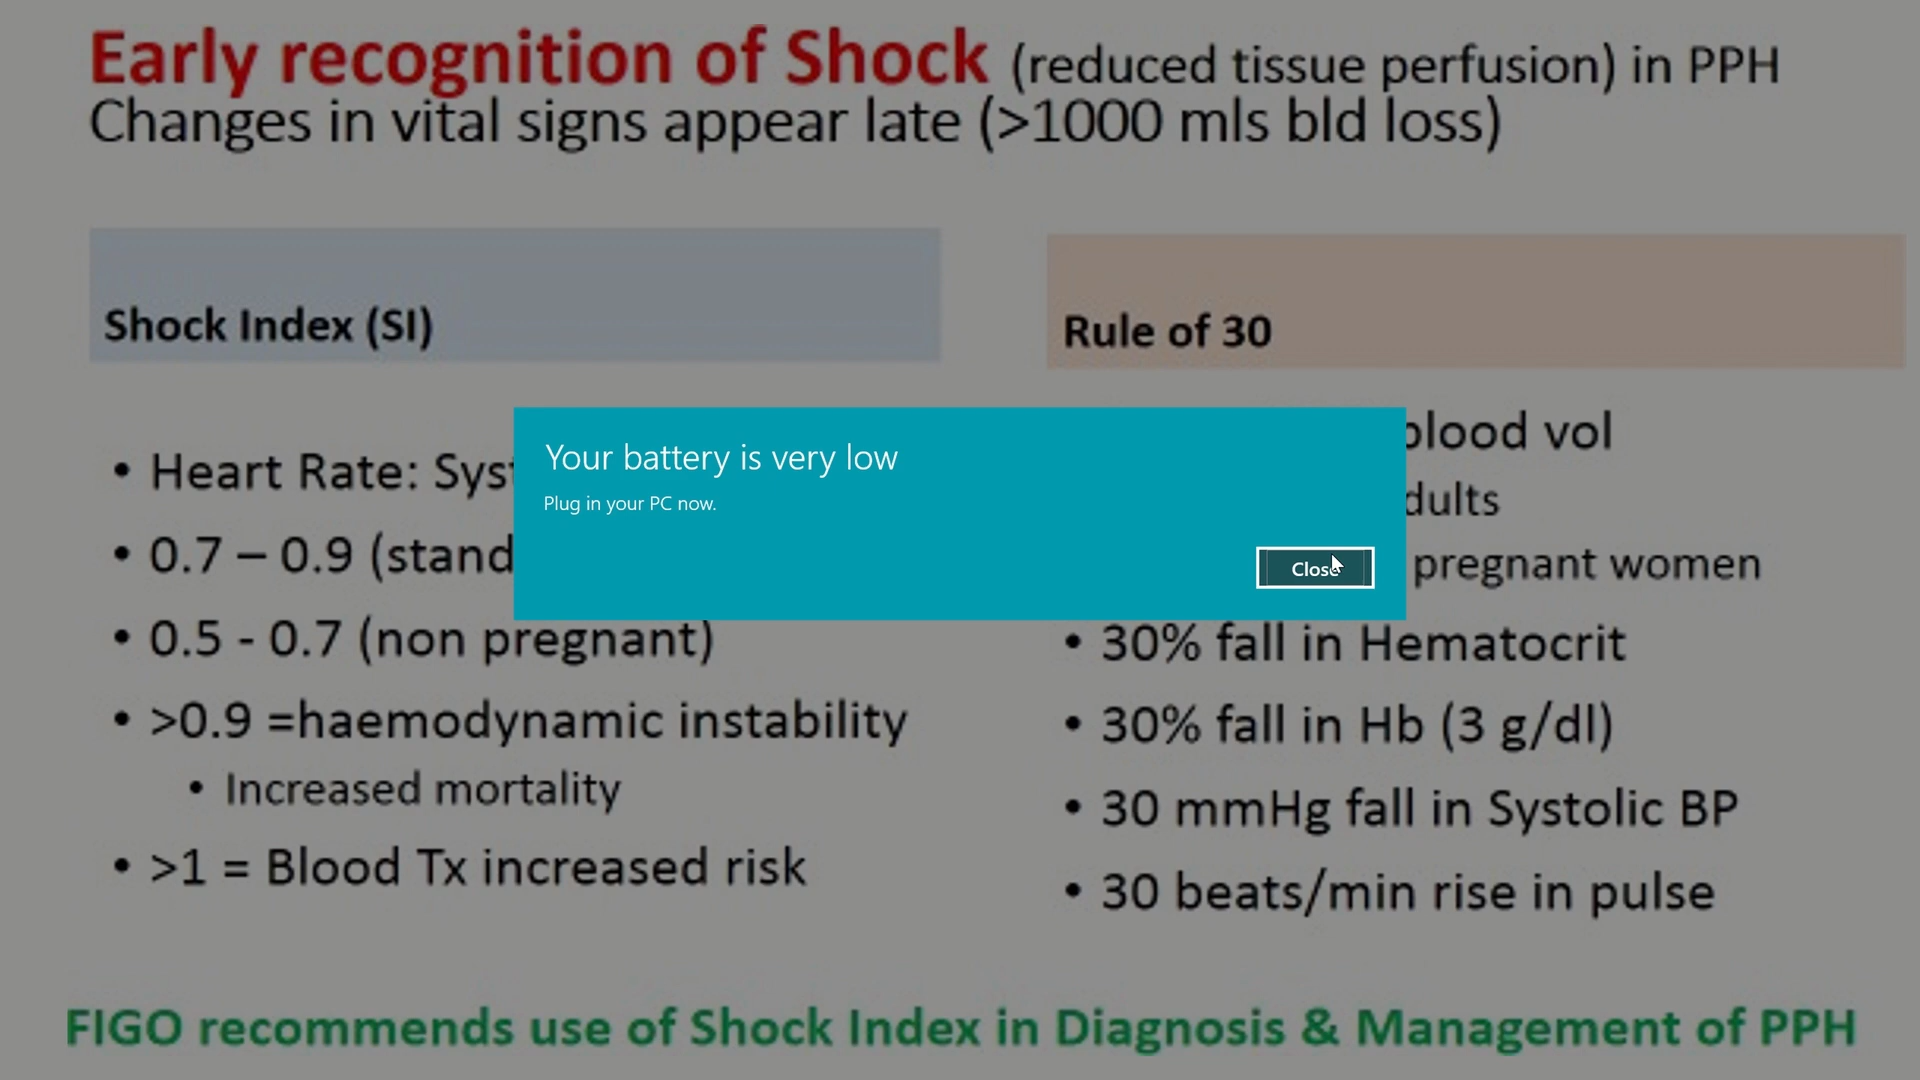 Early recognition of Shock (reduced tissue perfusion) in PPH
Changes in vital signs appear late (>1000 mls bld loss)
Shock Index (SI)
• Heart Rate:
• 0.7 – 0.9
• 0.5 - 0.7 (non pregnant)
• >0.9 =haemodynamic instability
• Increased mortality
• >1 = Blood Tx increased risk
Rule of 30
blood vol
pregnant women
• 30% fall in Hematocrit
• 30% fall in Hb (3 g/dl)
• 30 mmHg fall in Systolic BP
• 30 beats/min rise in pulse
Your battery is very low
Plug in your PC now.
Close
FIGO recommends use of Shock Index in Diagnosis & Management of PPH